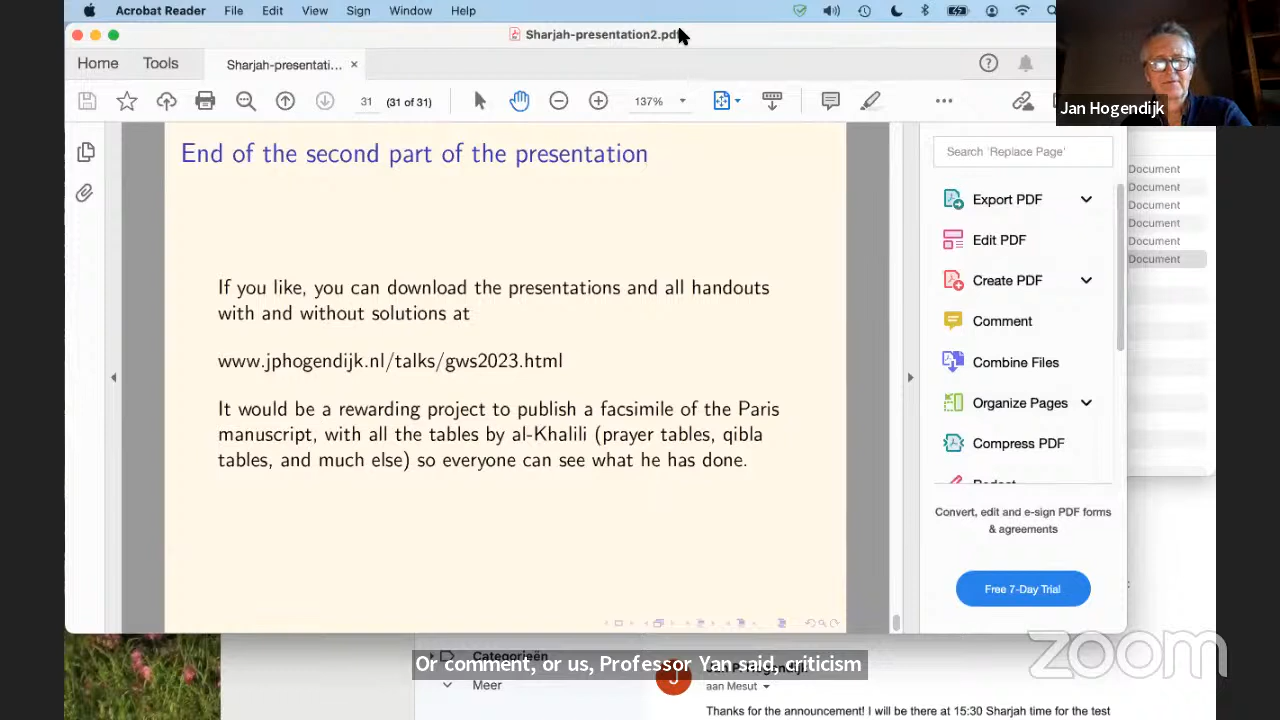 Acrobat Reader File Edit View Sign Window Help
Sharjah-presentation2.pdf
Home Tools Sharjah-presentati... ×
31 (31 of 31) 137%
Jan Hogendijk
End of the second part of the presentation
If you like, you can download the presentations and all handouts
with and without solutions at
www.jphogendijk.nl/talks/gws2023.html
It would be a rewarding project to publish a facsimile of the Paris
manuscript, with all the tables by al-Khalili (prayer tables, qibla
tables, and much else) so everyone can see what he has done.
Search 'Replace Page'
Export PDF
Edit PDF
Create PDF
Comment
Combine Files
Organize Pages
Compress PDF
Redact
Convert, edit and e-sign PDF forms
& agreements
Free 7-Day Trial
Document
Document
Document
Document
Document
Document
Categorieën
Meer
Or comment, or us, Professor Yan said, criticism
J
aan Mesut
Thanks for the announcement! I will be there at 15:30 Sharjah time for the test
zoom